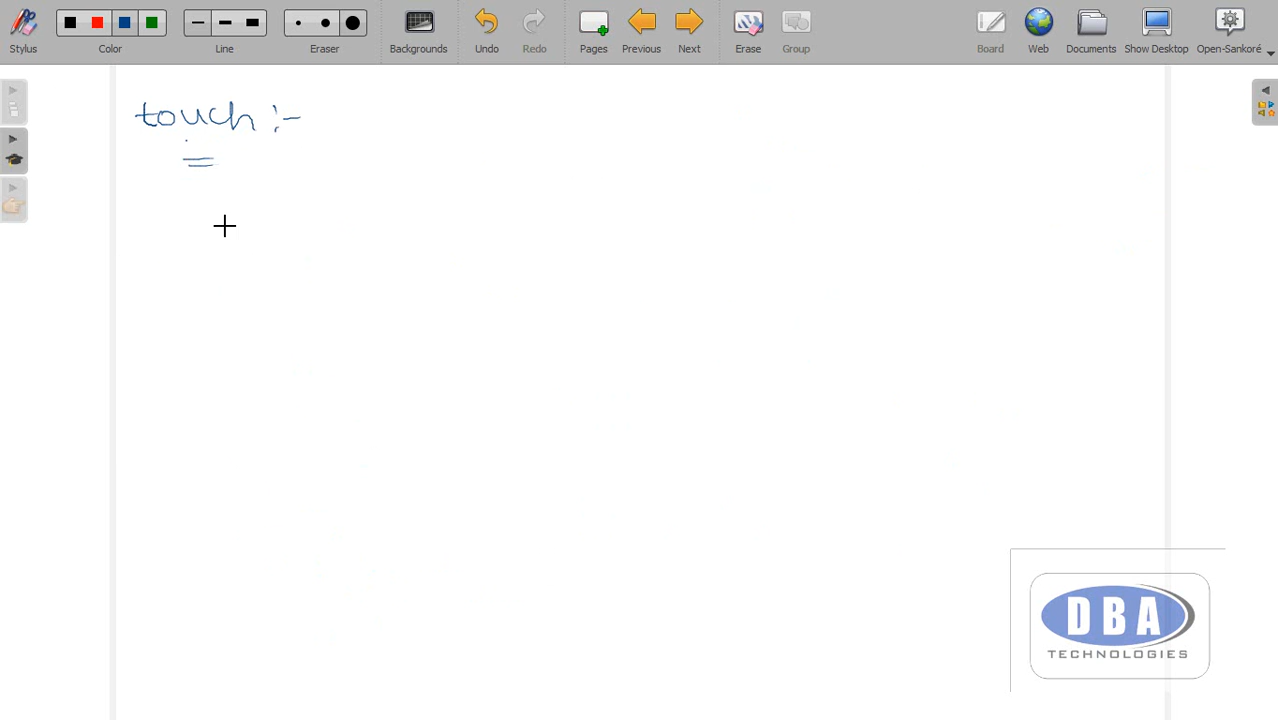 Stylus Color Line Eraser Backgrounds Undo Redo Pages Previous Next Erase Group Board Web Documents Show Desktop Open-Sankoré
touch :-
DBA
TECHNOLOGIES